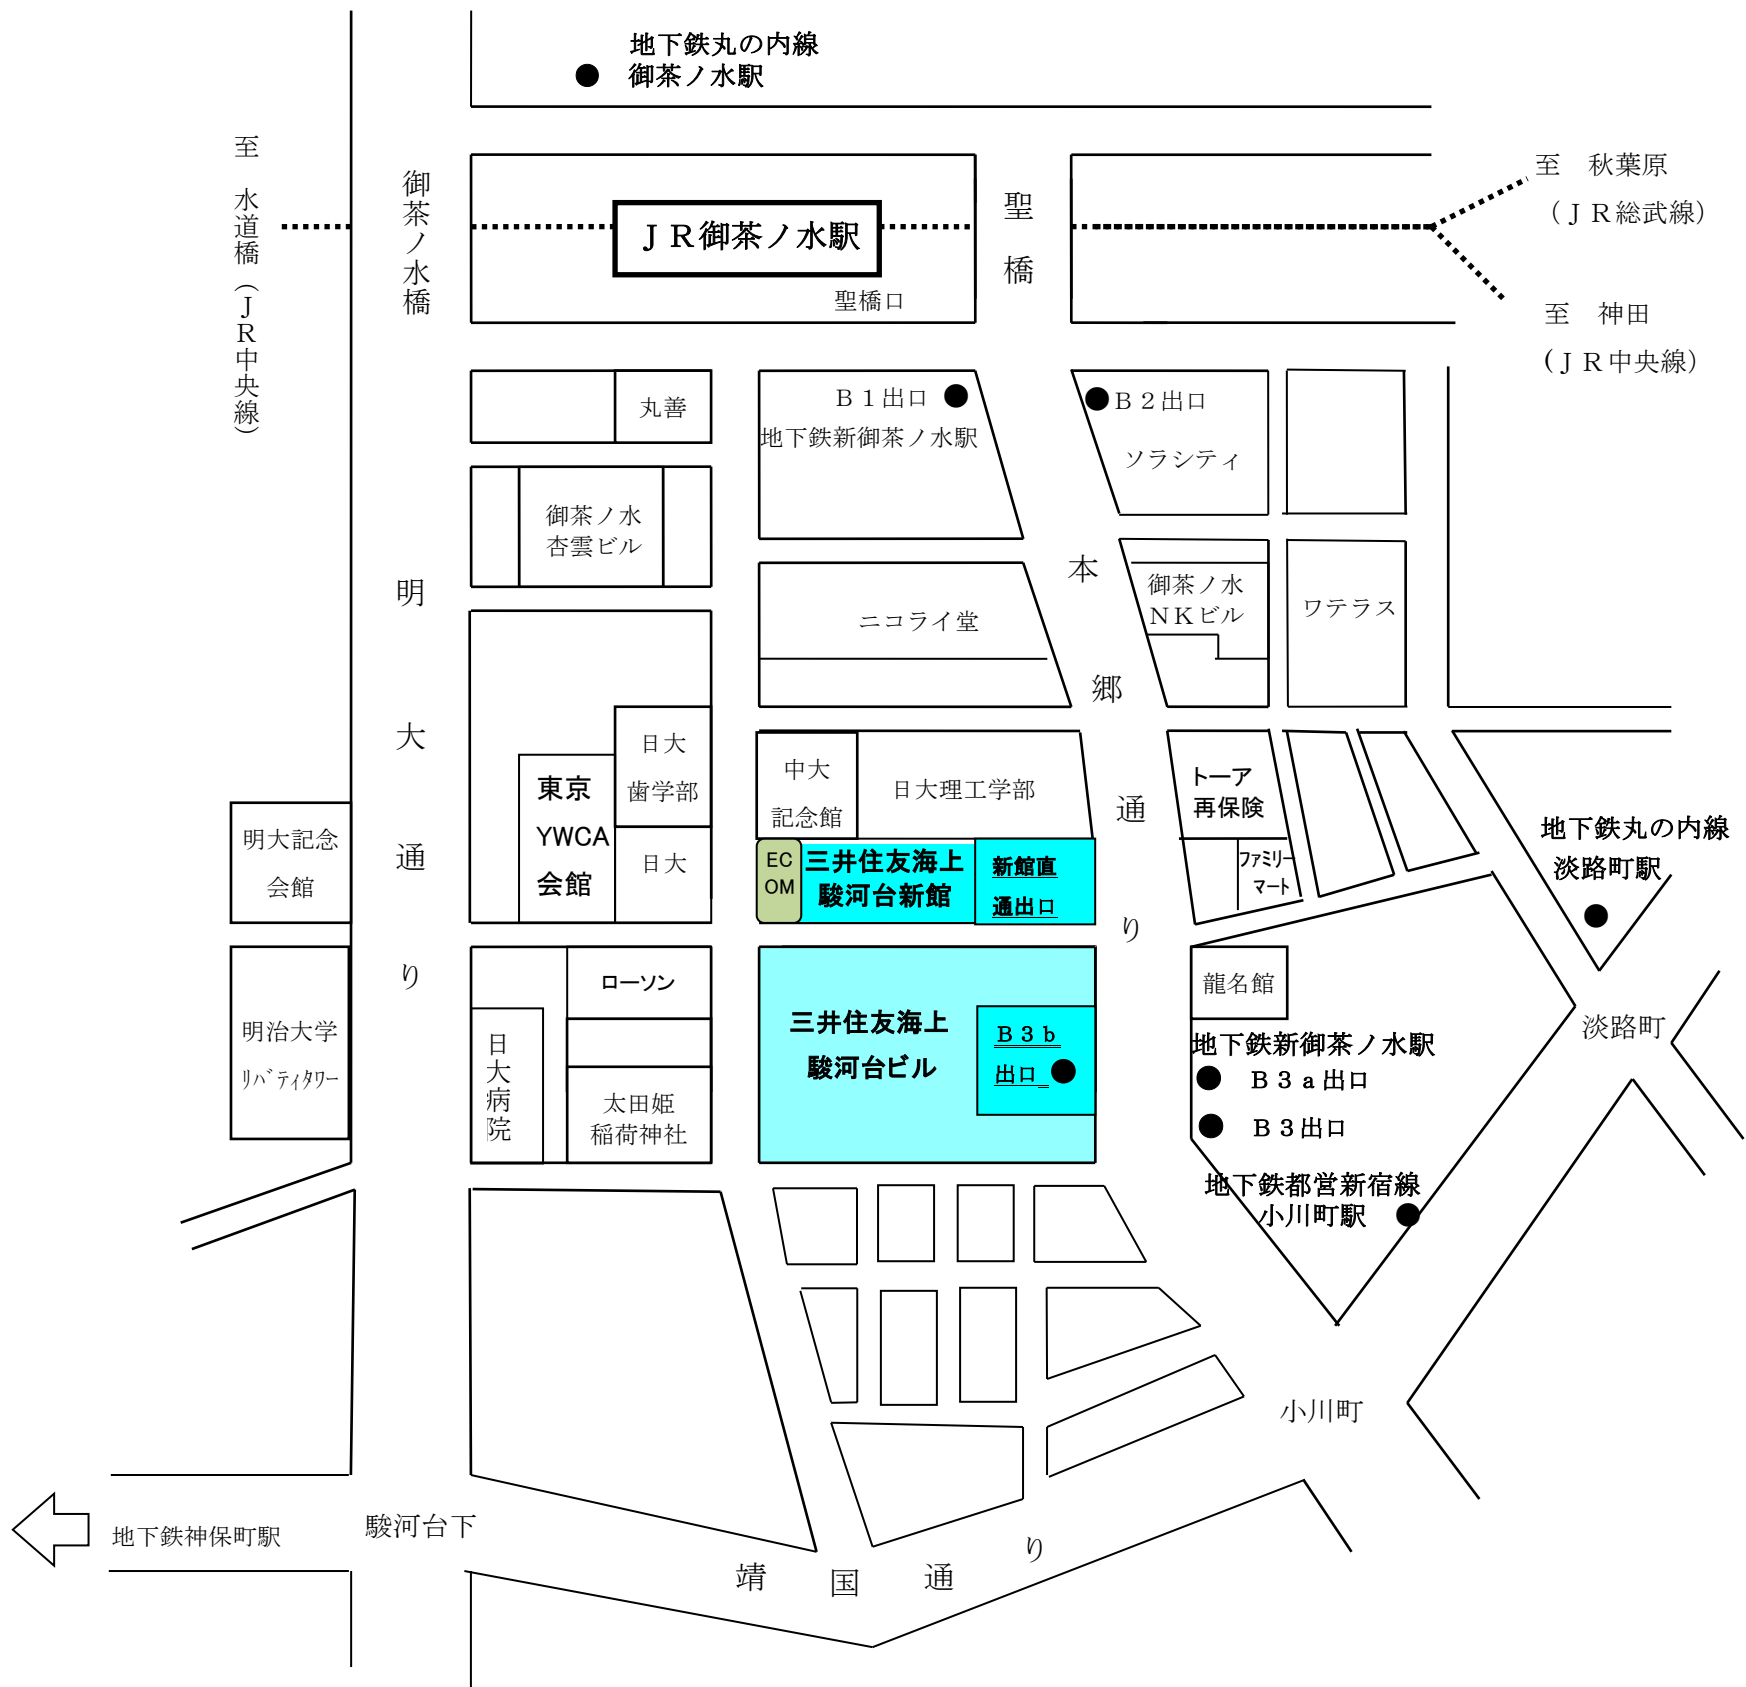 地下鉄丸の内線
御茶ノ水駅
至　水道橋（ＪＲ中央線）
御茶ノ水橋
ＪＲ御茶ノ水駅
聖橋口
聖橋
至　秋葉原
（ＪＲ総武線）
至　神田
（ＪＲ中央線）
丸善
Ｂ１出口
地下鉄新御茶ノ水駅
Ｂ２出口
ソラシティ
御茶ノ水
杏雲ビル
ニコライ堂
御茶ノ水
ＮＫビル
ワテラス
明大通り
本郷通り
日大
歯学部
東京
YWCA
会館
日大
中大
記念館
日大理工学部
トーア
再保険
ファミリー
マート
明大記念
会館
EC
OM
三井住友海上
駿河台新館
新館直
通出口
地下鉄丸の内線
淡路町駅
明治大学
ﾘﾊﾞﾃｨﾀﾜｰ
ローソン
日大病院
太田姫
稲荷神社
三井住友海上
駿河台ビル
Ｂ３ｂ
出口
龍名館
地下鉄新御茶ノ水駅
Ｂ３ａ出口
Ｂ３出口
淡路町
地下鉄都営新宿線
小川町駅
小川町
地下鉄神保町駅
駿河台下
靖国通り